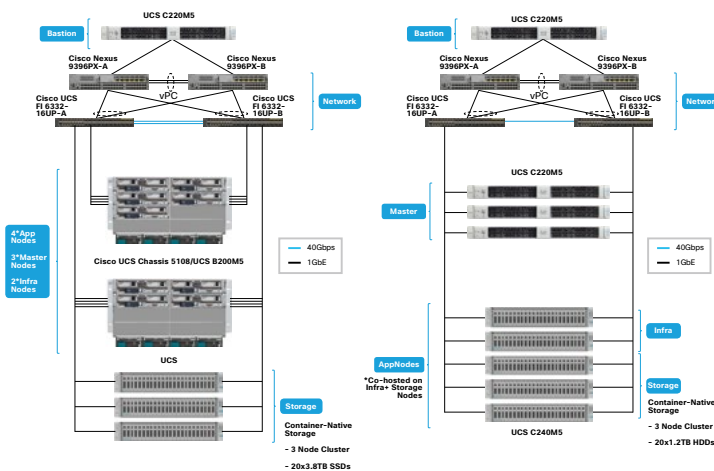 UCS C220M5
Bastion
Cisco Nexus
9396PX-A
Cisco Nexus
9396PX-B
vPC
Cisco UCS
FI 6332-
16UP-A
Cisco UCS
FI 6332-
16UP-B
Network
4*App
Nodes
3*Master
Nodes
2*Infra
Nodes
Cisco UCS Chassis 5108/UCS B200M5
40Gbps
1GbE
UCS
Storage
Container-Native
Storage
- 3 Node Cluster
- 20x3.8TB SSDs
UCS C220M5
Bastion
Cisco Nexus
9396PX-A
Cisco Nexus
9396PX-B
vPC
Cisco UCS
FI 6332-
16UP-A
Cisco UCS
FI 6332-
16UP-B
Networ
UCS C220M5
Master
40Gbps
1GbE
Infra
AppNodes
*Co-hosted on
Infra+ Storage
Nodes
Storage
Container-Native
Storage
- 3 Node Cluster
- 20x1.2TB HDDs
UCS C240M5